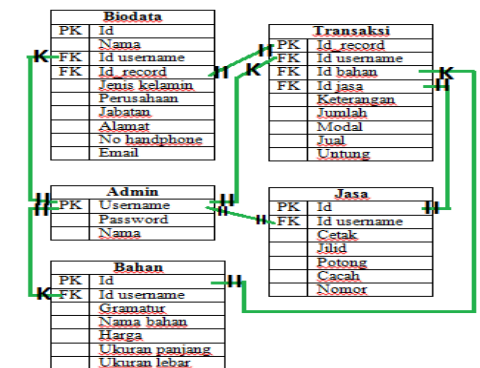 Biodata
PK Id
Nama
FK Id username
FK Id_record
Jenis kelamin
Perusahaan
Jabatan
Alamat
No handphone
Email
Transaksi
PK Id_record
FK Id username
FK Id bahan
FK Id jasa
Keterangan
Jumlah
Modal
Jual
Untung
Admin
PK Username
Password
Nama
Jasa
PK Id
FK Id username
Cetak
Jilid
Potong
Cacah
Nomor
Bahan
PK Id
FK Id username
Gramatur
Nama bahan
Harga
Ukuran panjang
Ukuran lebar